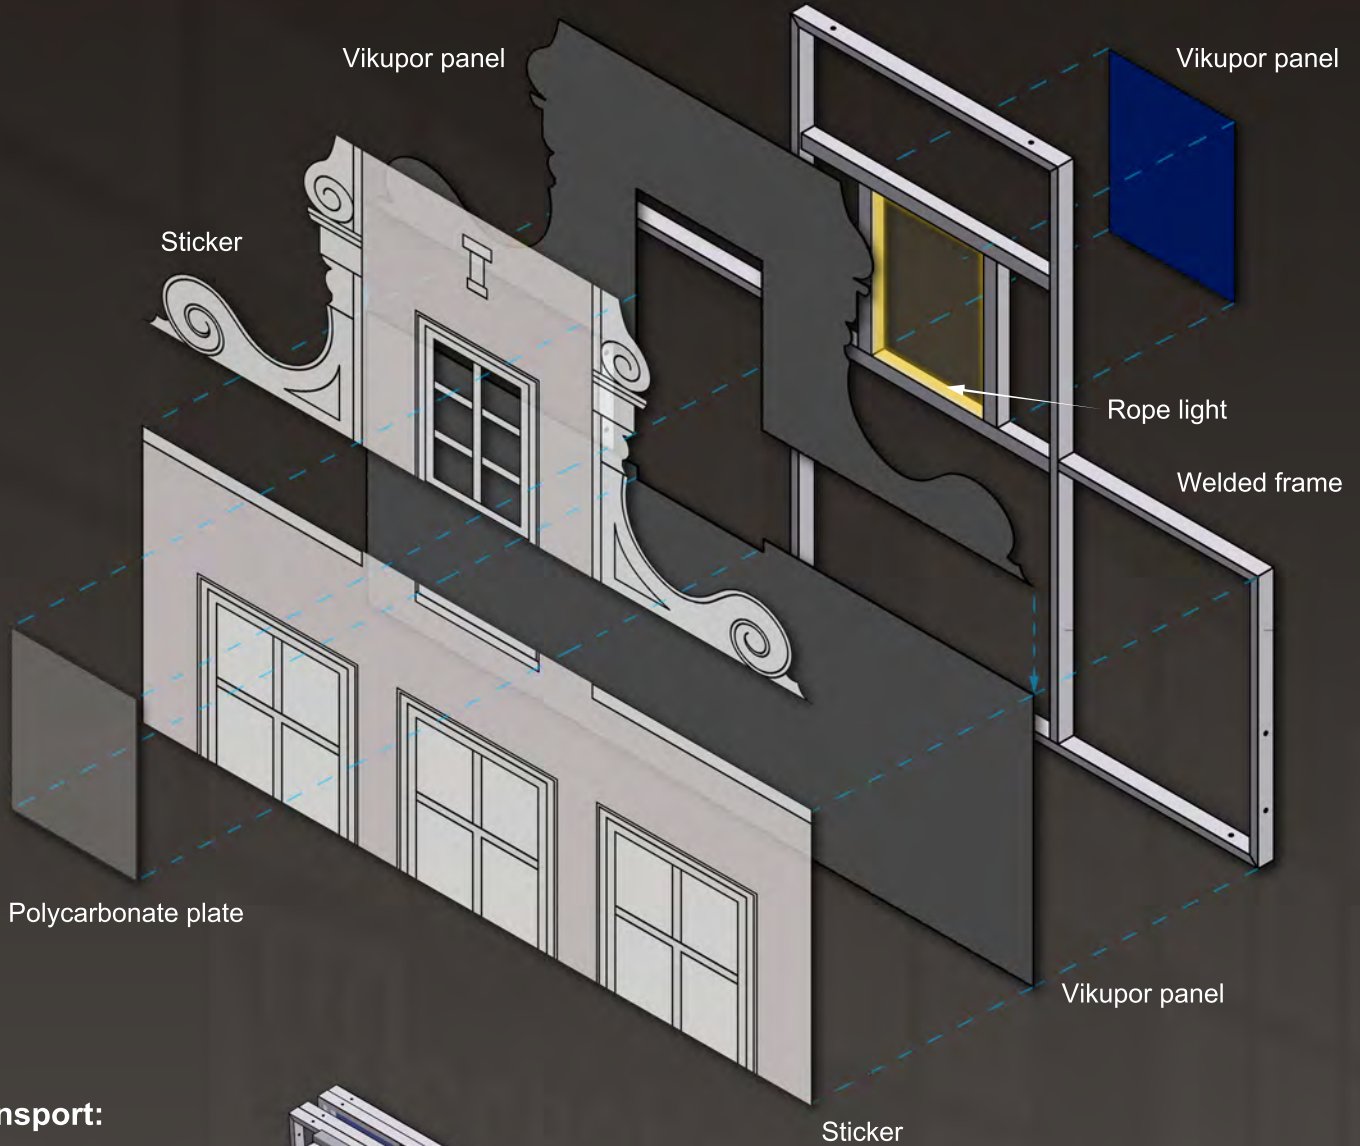 Vikupor panel
Vikupor panel
Sticker
Rope light
Welded frame
Polycarbonate plate
Vikupor panel
nsport:
Sticker